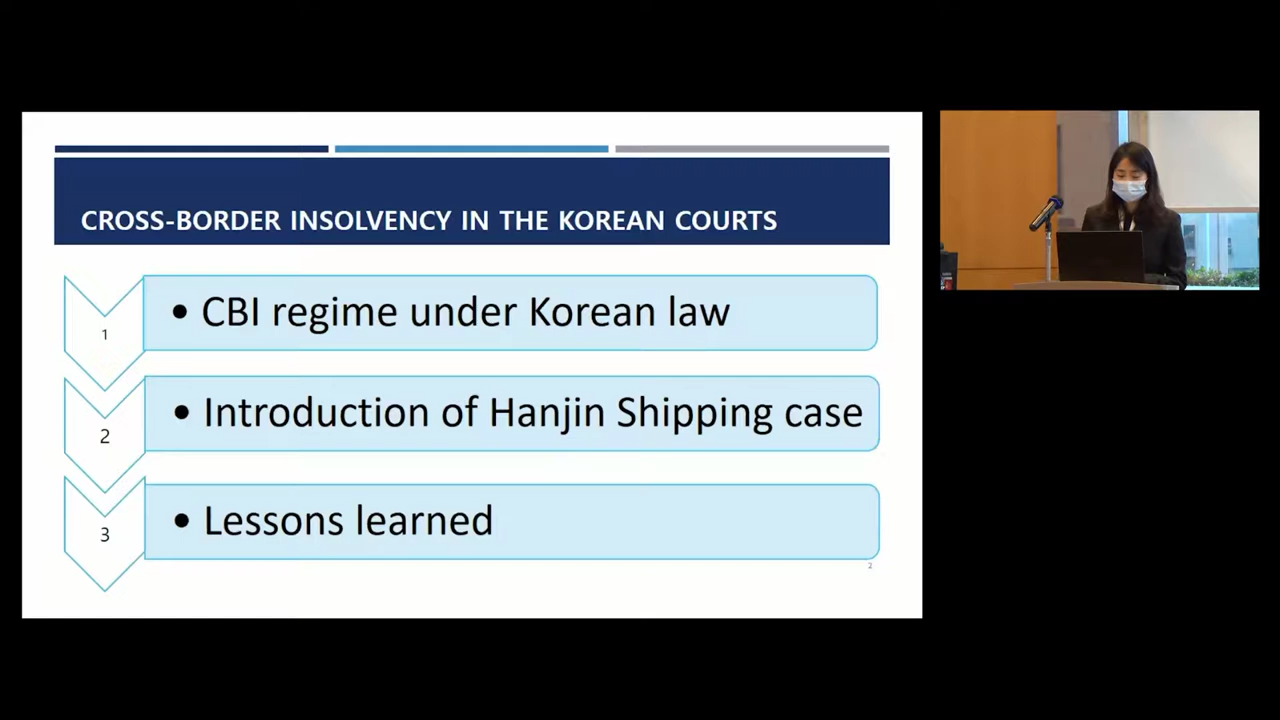 CROSS-BORDER INSOLVENCY IN THE KOREAN COURTS
1
• CBI regime under Korean law
2
• Introduction of Hanjin Shipping case
3
• Lessons learned
2